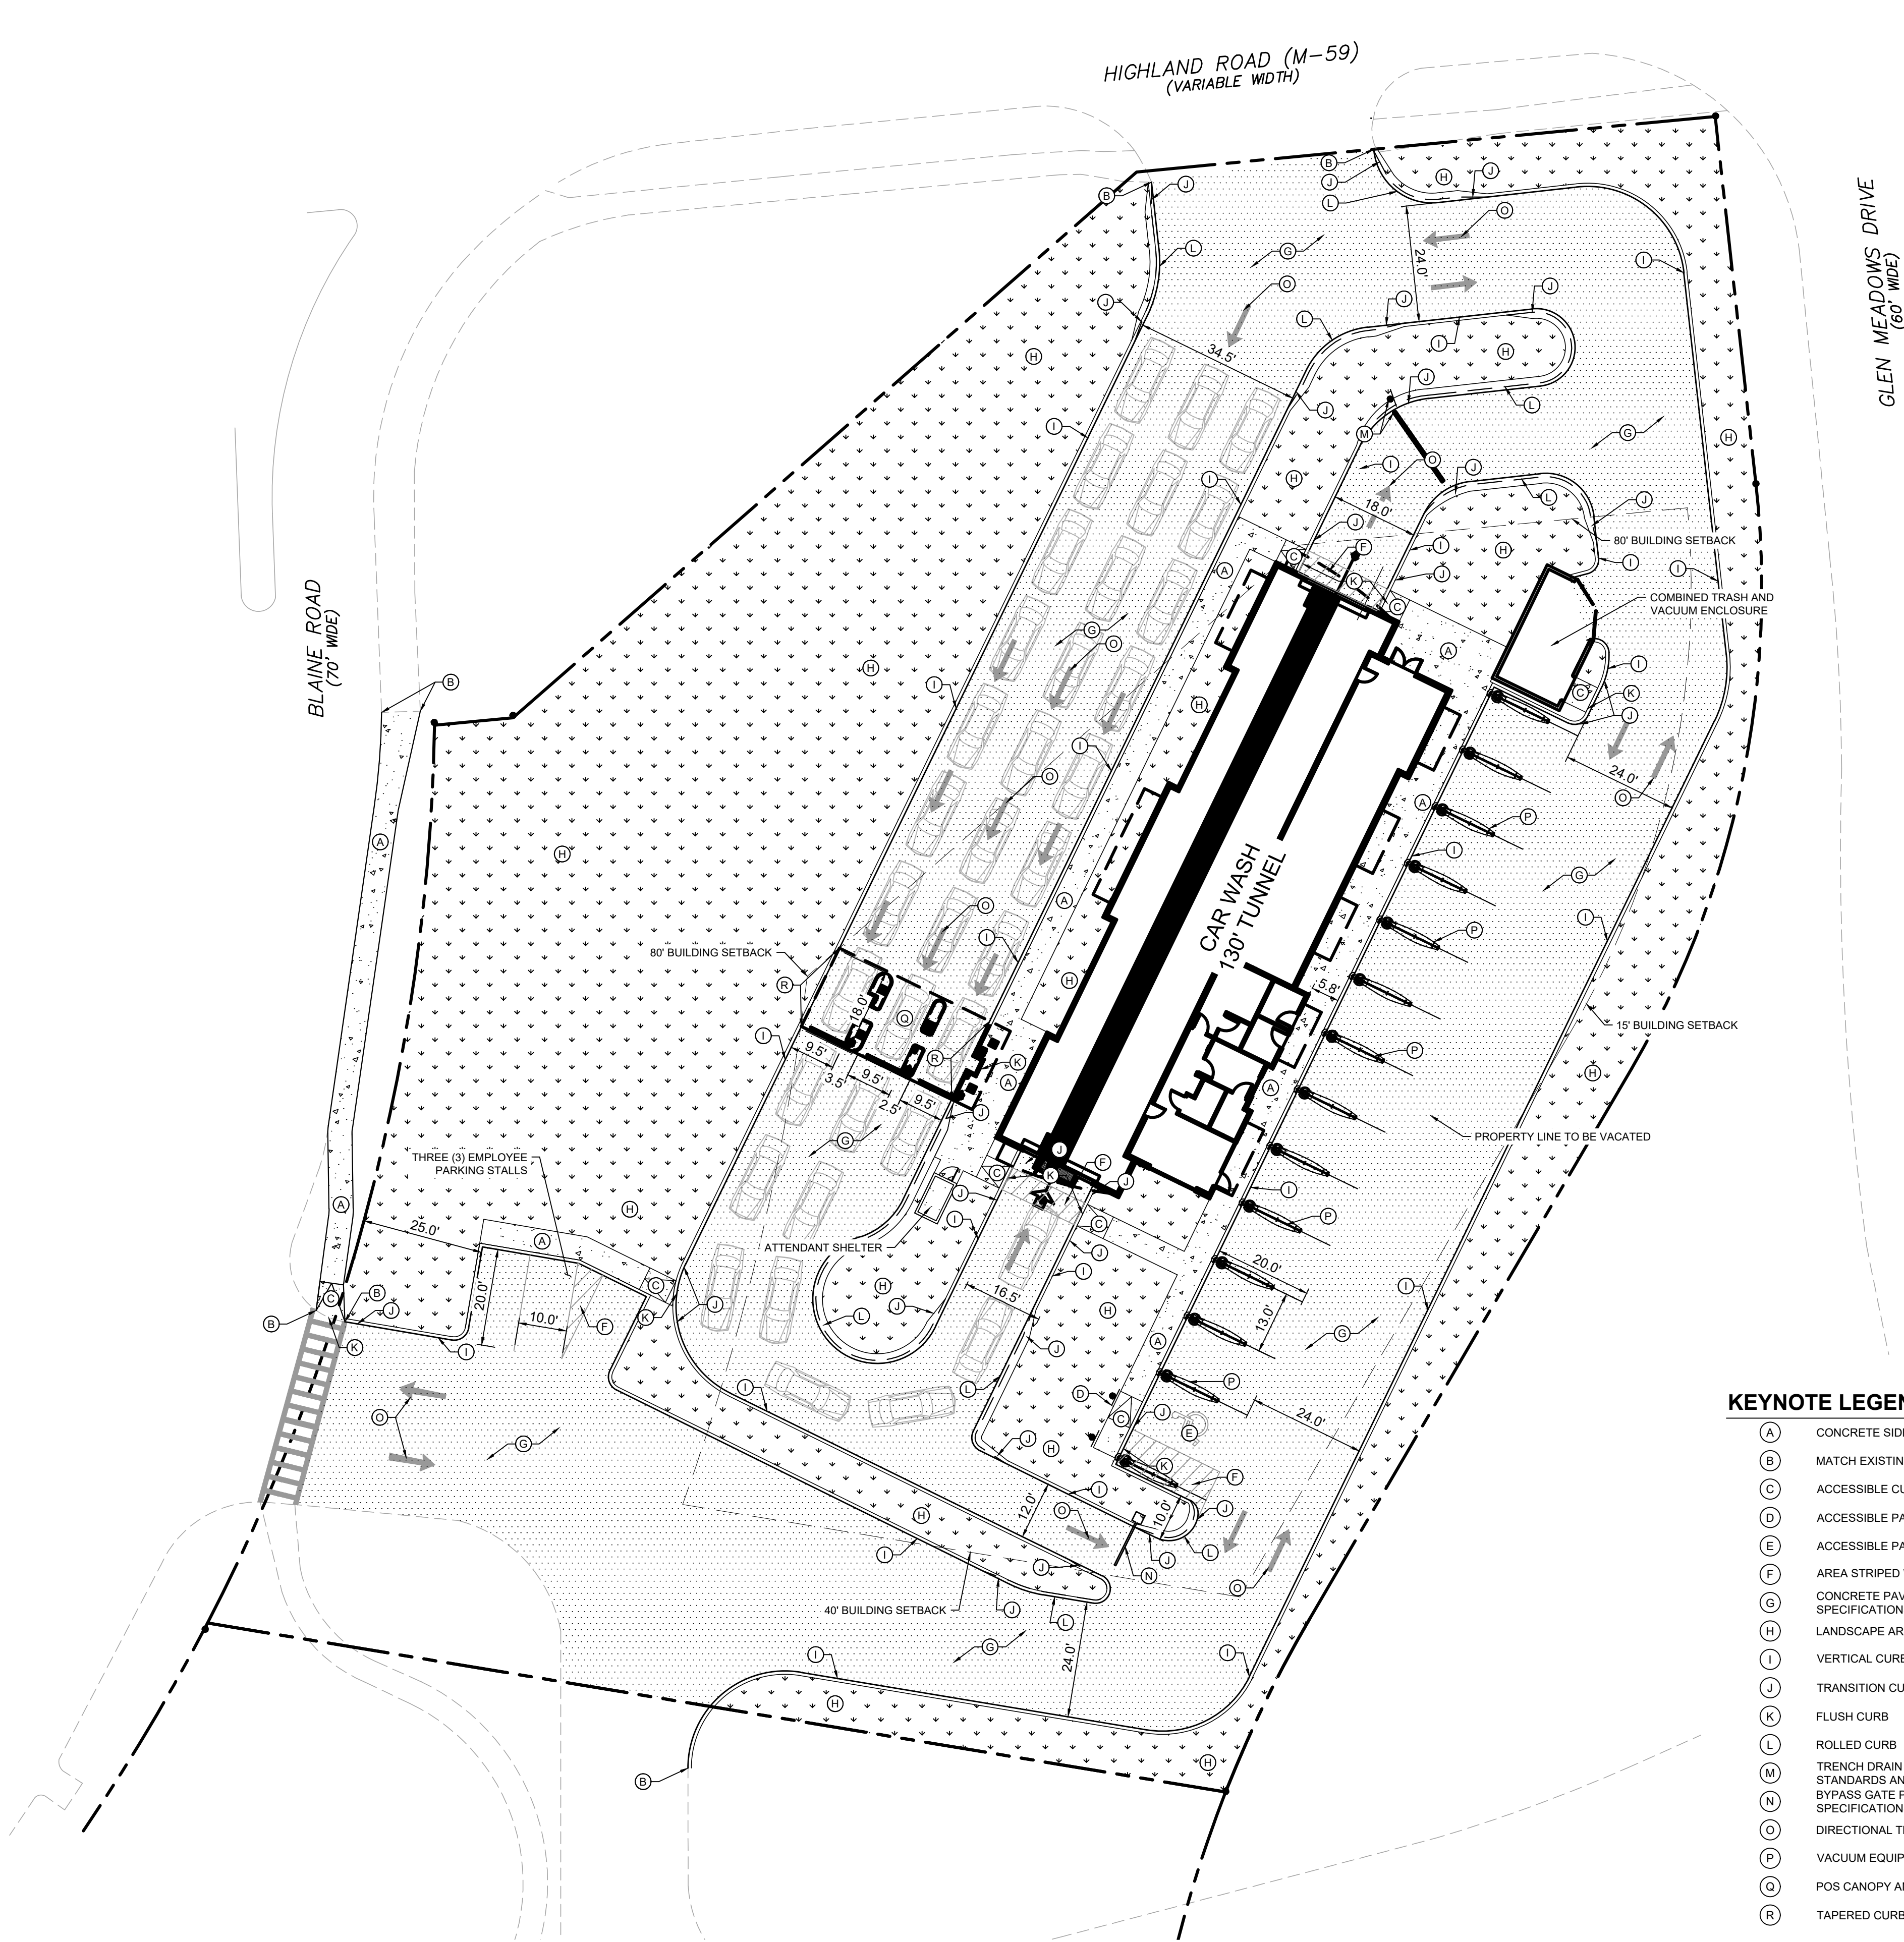 HIGHLAND ROAD (M-59)
(VARIABLE WIDTH)
GLEN MEADOWS DRIVE
(60' WIDE)
BLAINE ROAD
(70' WIDE)
B
J
B
J
L
H
J
O
24.0'
I
G
O
L
J
H
34.5'
L
J
J
I
H
J
J
L
M
I
O
J
L
J
G
H
H
I
I
18.0'
J
F
C
K
I
J
C
H
I
80' BUILDING SETBACK
I
COMBINED TRASH AND
VACUUM ENCLOSURE
A
G
O
H
I
H
A
C
I
K
J
24.0'
O
B
A
H
I
O
A
I
P
G
CAR WASH
130' TUNNEL
A
O
I
H
P
I
80' BUILDING SETBACK
R
18.0'
Q
5.8'
15' BUILDING SETBACK
I
R
K
A
P
H
9.5'
3.5'
9.5'
2.5'
9.5'
J
A
G
PROPERTY LINE TO BE VACATED
THREE (3) EMPLOYEE
PARKING STALLS
J
K
C
F
J
I
A
H
J
I
C
P
25.0'
A
ATTENDANT SHELTER
J
I
20.0'
H
C
K
J
20.0'
10.0'
F
H
J
L
16.5'
H
13.0'
I
G
C
B
B
J
K
I
A
J
L
P
I
O
G
D
C
J
E
24.0'
J
H
K
F
I
12.0'
O
10.0'
J
H
I
J
N
J
L
O
40' BUILDING SETBACK
J
L
I
G
24.0'
I
H
H
B
KEYNOTE LEGEN
A CONCRETE SID
B MATCH EXISTIN
C ACCESSIBLE CU
D ACCESSIBLE PA
E ACCESSIBLE PA
F AREA STRIPED
G CONCRETE PAV
SPECIFICATION
H LANDSCAPE AR
I VERTICAL CURB
J TRANSITION CU
K FLUSH CURB
L ROLLED CURB
M TRENCH DRAIN
STANDARDS AN
N BYPASS GATE P
SPECIFICATION
O DIRECTIONAL T
P VACUUM EQUIP
Q POS CANOPY A
R TAPERED CURB